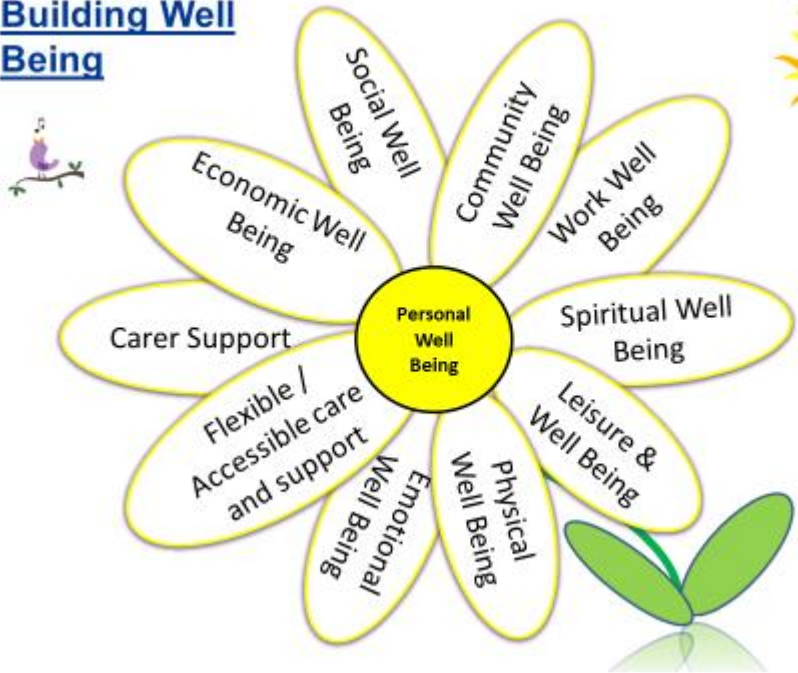 Building Well
Being
Social Well
Being
Community
Well Being
Work Well
Being
Economic Well
Being
Spiritual Well
Being
Personal
Well
Being
Carer Support
Leisure &
Well Being
Flexible /
Accessible care
and support
Emotional
Well Being
Physical
Well Being